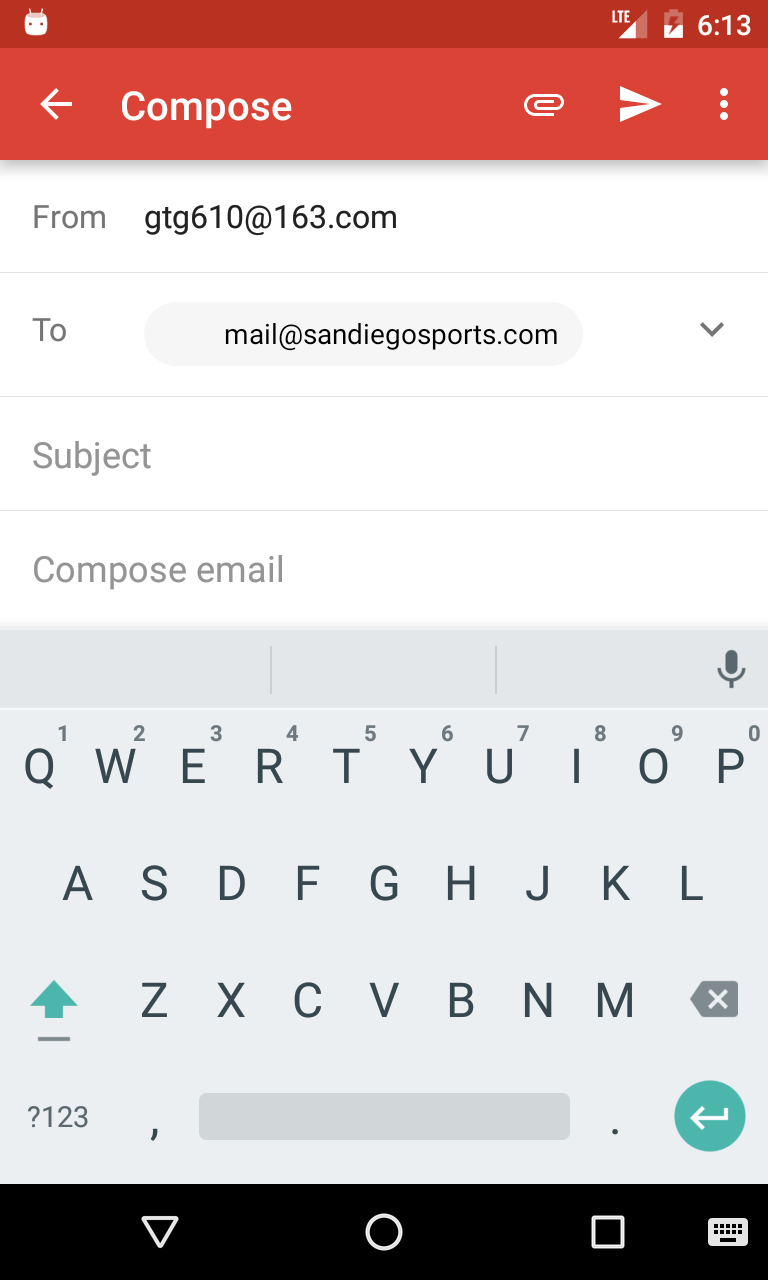 LTE 6:13
Compose
From gtg610@163.com
To mail@sandiegosports.com
Subject
Compose email
1 2 3 4 5 6 7 8 9 0
Q W E R T Y U I O P
A S D F G H J K L
Z X C V B N M
?123 , .